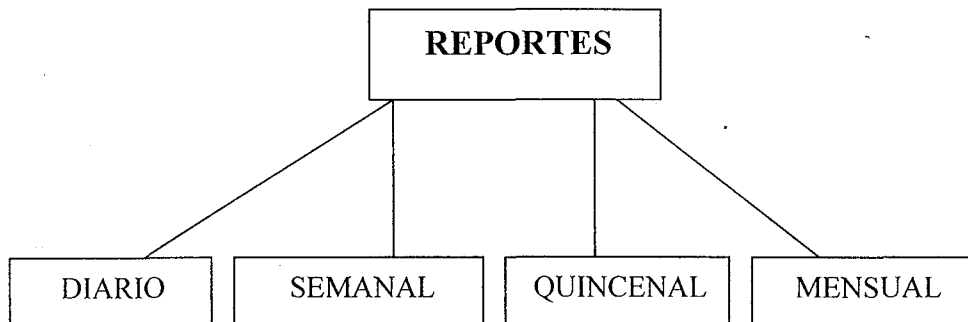 REPORTES
DIARIO
SEMANAL
QUINCENAL
MENSUAL